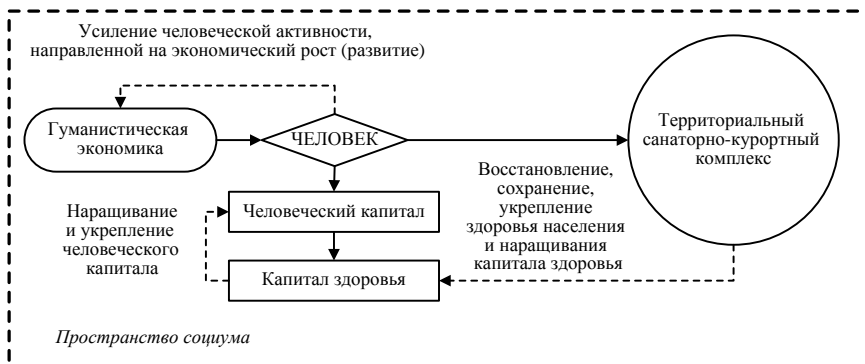 Усиление человеческой активности,
направленной на экономический рост (развитие)
Гуманистическая
экономика
ЧЕЛОВЕК
Территориальный
санаторно-курортный
комплекс
Восстановление,
сохранение,
укрепление
здоровья населения
и наращивания
капитала здоровья
Наращивание
и укрепление
человеческого
капитала
Человеческий капитал
Капитал здоровья
Пространство социума